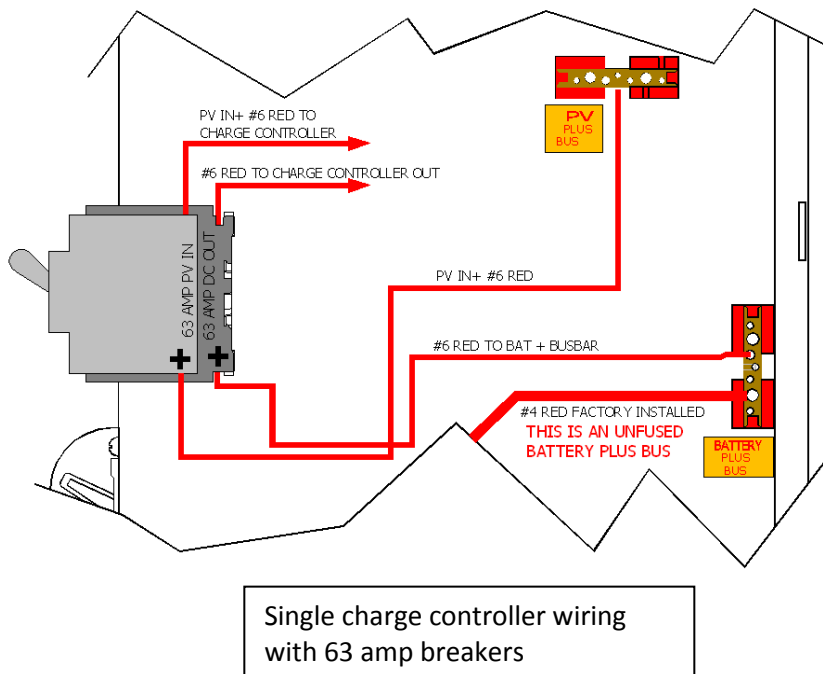 PV IN+ #6 RED TO
CHARGE CONTROLLER
#6 RED TO CHARGE CONTROLLER OUT
PV
PLUS
BUS
63 AMP PV IN
+
63 AMP DC OUT
+
PV IN+ #6 RED
#6 RED TO BAT + BUSBAR
#4 RED FACTORY INSTALLED
THIS IS AN UNFUSED
BATTERY PLUS BUS
BATTERY
PLUS
BUS
Single charge controller wiring
with 63 amp breakers